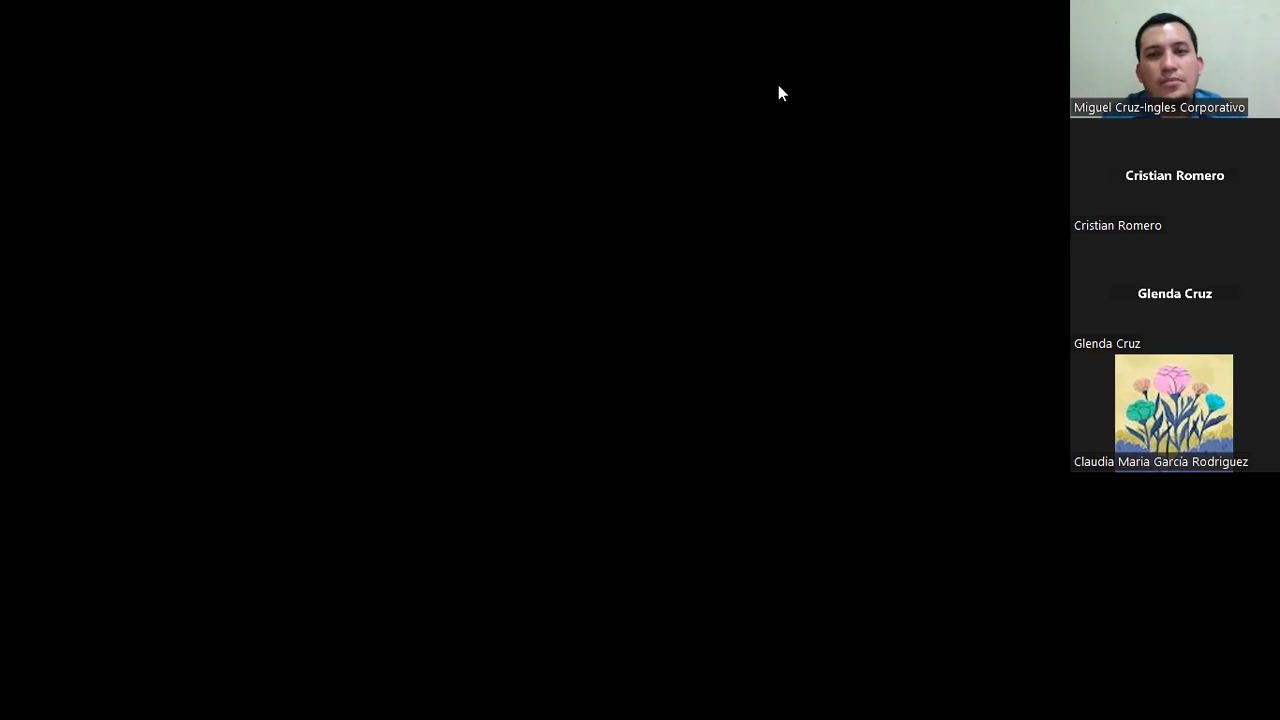 Miguel Cruz-Ingles Corporativo
Cristian Romero
Cristian Romero
Glenda Cruz
Glenda Cruz
Claudia Maria García Rodriguez